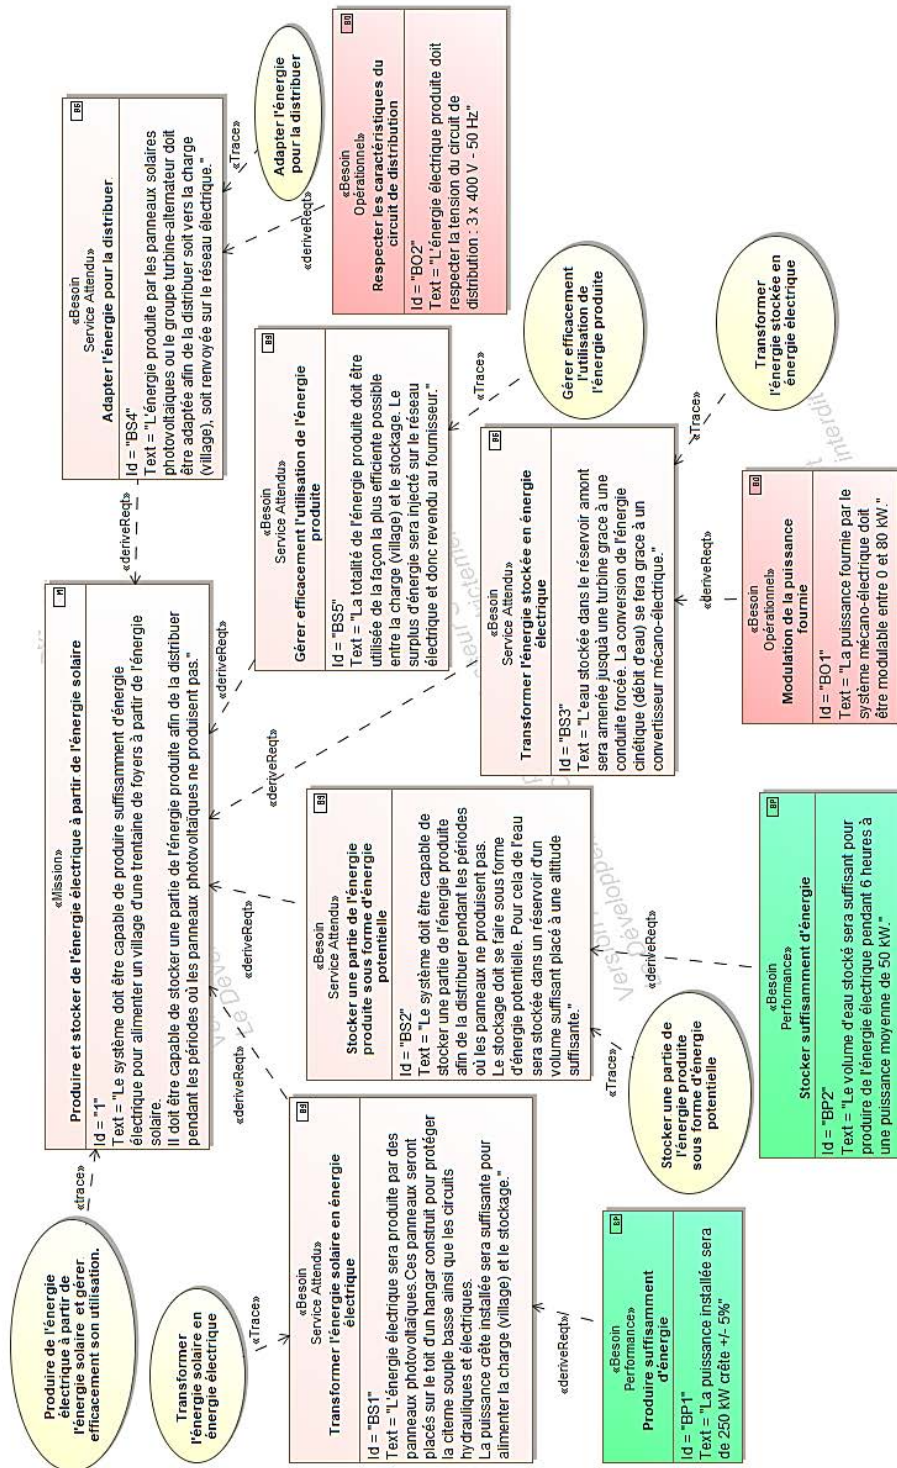 «Mission»
Produire et stocker de l'énergie électrique à partir de l'énergie solaire
M
Id = "1"
Text = "Le système doit être capable de produire suffisamment d'énergie
électrique pour alimenter un village d'une trentaine de foyers à partir de l'énergie
solaire.
Il doit être capable de stocker une partie de l'énergie produite afin de la distribuer
pendant les périodes où les panneaux photovoltaïques ne produisent pas."
Produire de l'énergie
électrique à partir de
l'énergie solaire et gérer
efficacement son utilisation.
«trace»
Transformer
l'énergie solaire en
énergie électrique
«Trace»
«deriveReqt»
«deriveReqt»
«deriveReqt»
«deriveReqt»
«deriveReqt»
«Besoin
Service Attendu»
Transformer l'énergie solaire en énergie
électrique
Id = "BS1"
Text = "L'énergie électrique sera produite par des
panneaux photovoltaiques.Ces panneaux seront
placés sur le toit d'un hangar construit pour protéger
la citerne souple basse ainsi que les circuits
hydrauliques et électriques.
La puissance crête installée sera suffisante pour
alimenter la charge (village) et le stockage."
«deriveReqt»/
«Besoin
Performance»
Produire suffisamment
d'énergie
BP
Id = "BP1"
Text = "La puissance installée sera
de 250 kW crête +/- 5%"
«Besoin
Service Attendu»
Stocker une partie de l'énergie
produite sous forme d'énergie
potentielle
Id = "BS2"
Text = "Le système doit être capable de
stocker une partie de l'énergie produite
afin de la distribuer pendant les périodes
où les panneaux ne produisent pas.
Le stockage doit se faire sous forme
d'énergie potentielle. Pour cela de l'eau
sera stockée dans un réservoir d'un
volume suffisant placé à une altitude
suffisante."
«Trace»/
«deriveReqt»
Stocker une partie de
l'énergie produite
sous forme d'énergie
potentielle
«Besoin
Performance»
Stocker suffisamment d'énergie
BP
Id = "BP2"
Text = "Le volume d'eau stocké sera suffisant pour
produire de l'énergie électrique pendant 6 heures à
une puissance moyenne de 50 kW."
«Besoin
Service Attendu»
Transformer l'énergie stockée en énergie
électrique
Id = "BS3"
Text = "L'eau stockée dans le réservoir amont
sera amenée jusqu'à une turbine grace à une
conduite forcée. La conversion de l'énergie
cinétique (débit d'eau) se fera grace à un
convertisseur mécano-électrique."
«deriveReqt»
«Trace»
Transformer
l'énergie stockée en
énergie électrique
«Besoin
Opérationnel»
Modulation de la puissance
fournie
Id = "BO1"
Text = "La puissance fournie par le
système mécano-électrique doit
être modulable entre 0 et 80 kW."
«Besoin
Service Attendu»
Gérer efficacement l'utilisation de l'énergie
produite
Id = "BS5"
Text = "La totalité de l'énergie produite doit être
utilisée de façon la plus efficiente possible
entre la charge (village) et le stockage. Le
surplus d'énergie sera injecté sur le réseau
électrique et donc revendu au fournisseur."
«Trace»
Gérer efficacement
l'utilisation de
l'énergie produite
«Besoin
Service Attendu»
Adapter l'énergie pour la distribuer
Id = "BS4"
Text = "L'énergie produite par les panneaux solaires
photovoltaiques ou le groupe turbine-alternateur doit
être adaptée afin de la distribuer soit vers la charge
(village), soit renvoyée sur le réseau électrique."
«deriveReqt»
«Trace»
Adapter l'énergie
pour la distribuer
«Besoin
Opérationnel»
Respecter les caractéristiques du
circuit de distribution
Id = "BO2"
Text = "L'énergie électrique produite doit
respecter la tension du circuit de
distribution : 3 x 400 V - 50 Hz"